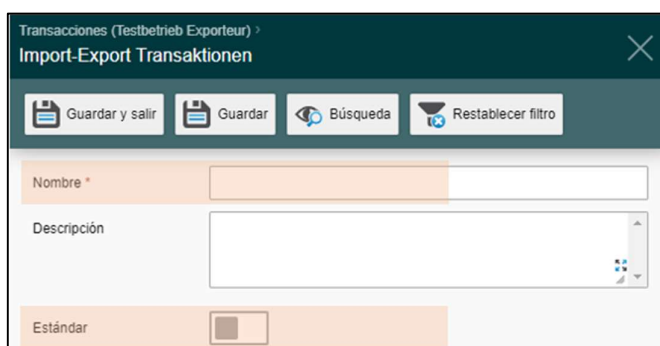 Transacciones (Testbetrieb Exporteur) >
Import-Export Transaktionen
Guardar y salir Guardar Búsqueda Restablecer filtro
Nombre *
Descripción
Estándar